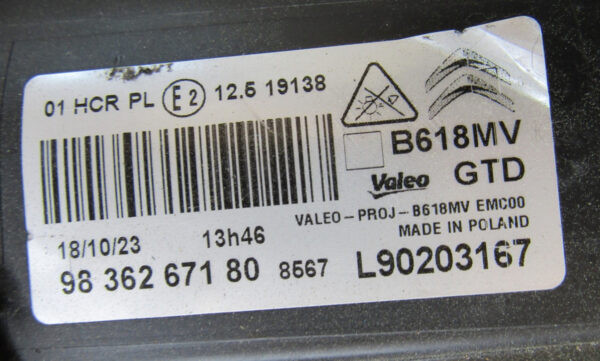 01 HCR PL E2 12.5 19138
B618MV
Valeo GTD
VALEO-PROJ-B618MV EMC00
18/10/23 13h46 MADE IN POLAND
98 362 671 80 8567 L90203167